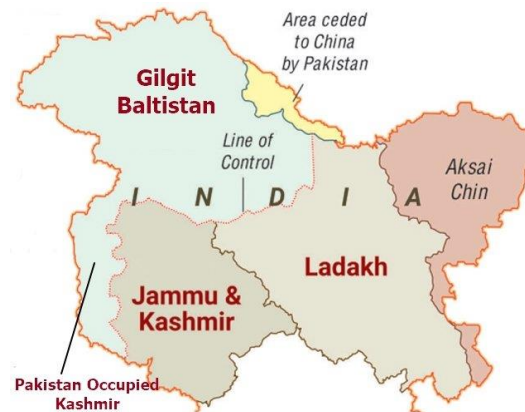 Area ceded
to China
by Pakistan
Gilgit
Baltistan
Line of
Control
Aksai
Chin
I N D I A
Ladakh
Jammu &
Kashmir
Pakistan Occupied
Kashmir